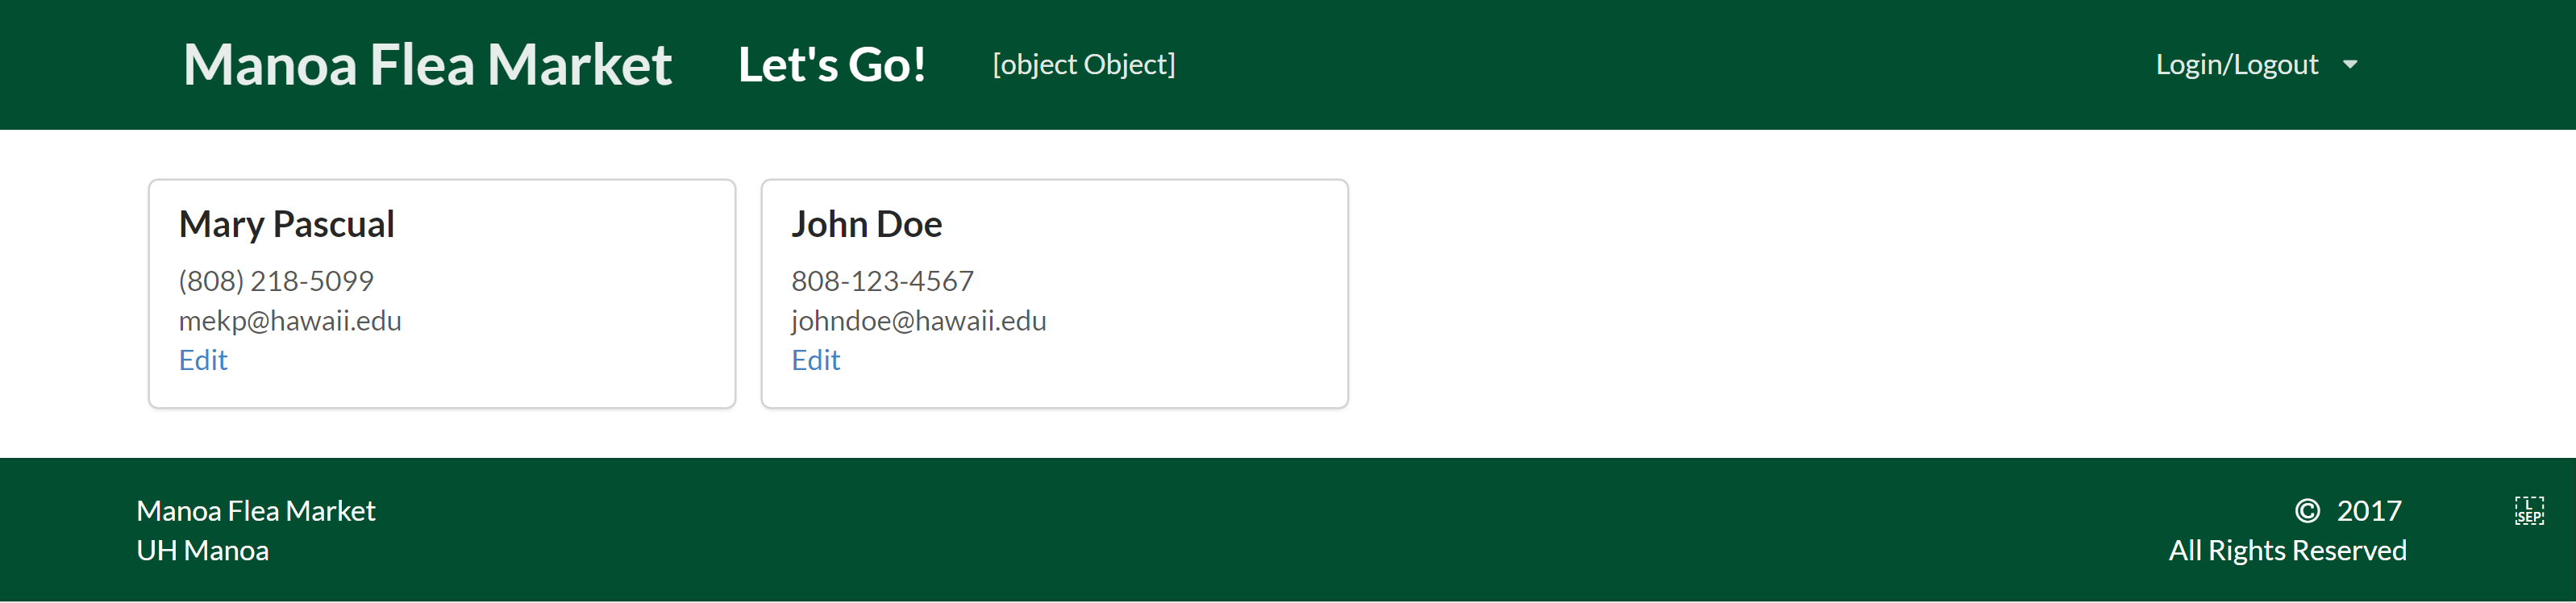 Manoa Flea Market Let's Go! [object Object] Login/Logout
Mary Pascual
(808) 218-5099
mekp@hawaii.edu
Edit
John Doe
808-123-4567
johndoe@hawaii.edu
Edit
Manoa Flea Market
UH Manoa
© 2017
All Rights Reserved
L SEP